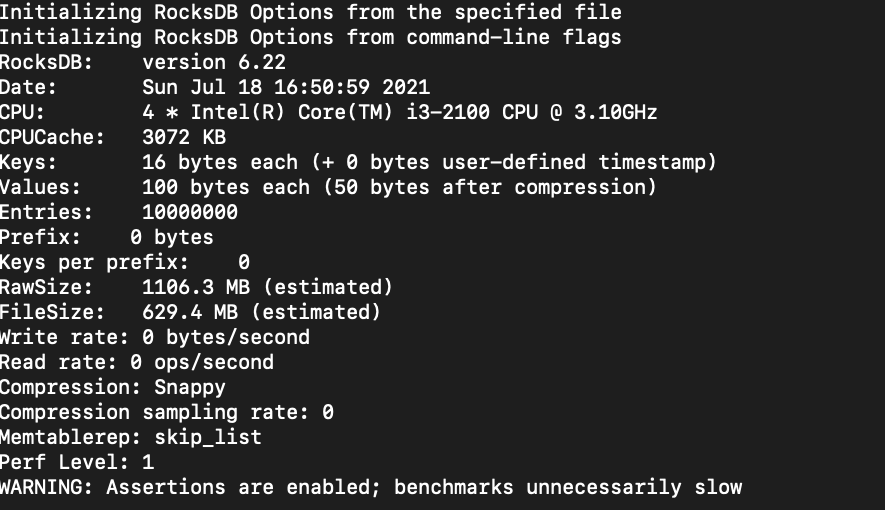 Initializing RocksDB Options from the specified file
Initializing RocksDB Options from command-line flags
RocksDB:    version 6.22
Date:       Sun Jul 18 16:50:59 2021
CPU:        4 * Intel(R) Core(TM) i3-2100 CPU @ 3.10GHz
CPUCache:   3072 KB
Keys:       16 bytes each (+ 0 bytes user-defined timestamp)
Values:     100 bytes each (50 bytes after compression)
Entries:    10000000
Prefix:    0 bytes
Keys per prefix:    0
RawSize:    1106.3 MB (estimated)
FileSize:   629.4 MB (estimated)
Write rate: 0 bytes/second
Read rate: 0 ops/second
Compression: Snappy
Compression sampling rate: 0
Memtablerep: skip_list
Perf Level: 1
WARNING: Assertions are enabled; benchmarks unnecessarily slow